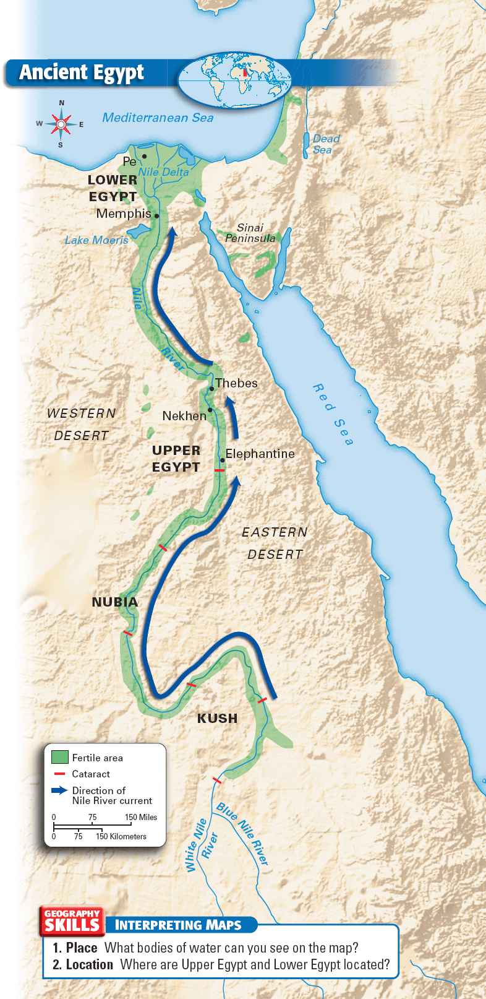 Ancient Egypt
N
W
E
S
Mediterranean Sea
Dead
Sea
Pe
Nile Delta
LOWER
EGYPT
Memphis
Lake Moeris
Sinai
Peninsula
Nile
River
Thebes
Red Sea
WESTERN
DESERT
Nekhen
UPPER
EGYPT
Elephantine
EASTERN
DESERT
NUBIA
KUSH
Fertile area
Cataract
Direction of
Nile River current
0 75 150 Miles
0 75 150 Kilometers
White Nile
River
Blue Nile River
GEOGRAPHY
SKILLS
INTERPRETING MAPS
1. Place What bodies of water can you see on the map?
2. Location Where are Upper Egypt and Lower Egypt located?